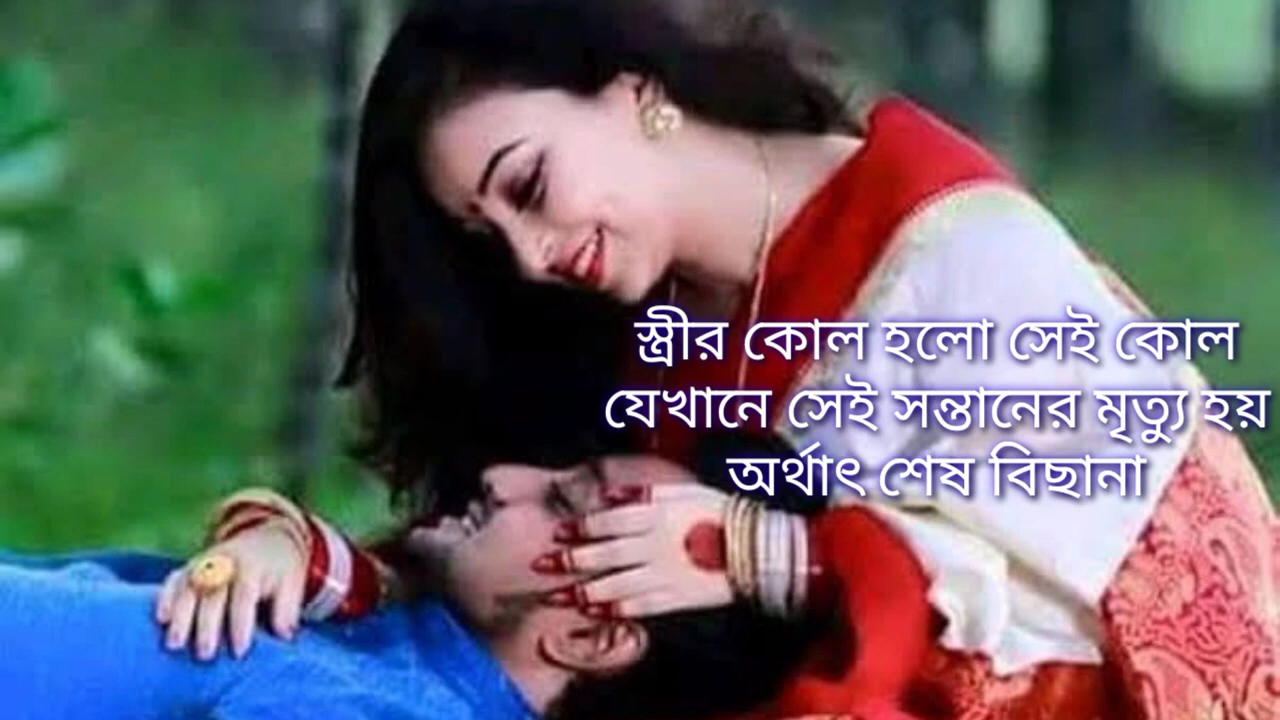 স্ত্রীর কোল হলো সেই কোল
যেখানে সেই সন্তানের মৃত্যু হয়
অর্থাৎ শেষ বিছানা